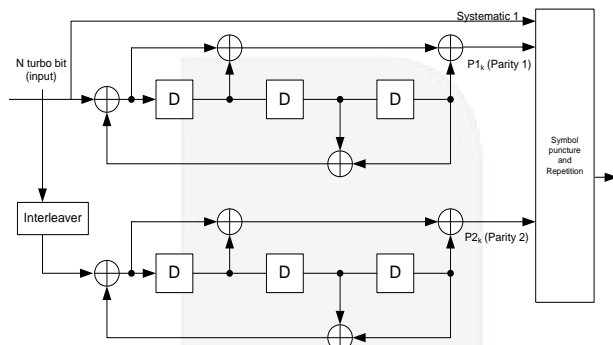 Systematic 1
N turbo bit
(input)
P1k (Parity 1)
D
D
D
Symbol
puncture
and
Repetition
Interleaver
P2k (Parity 2)
D
D
D